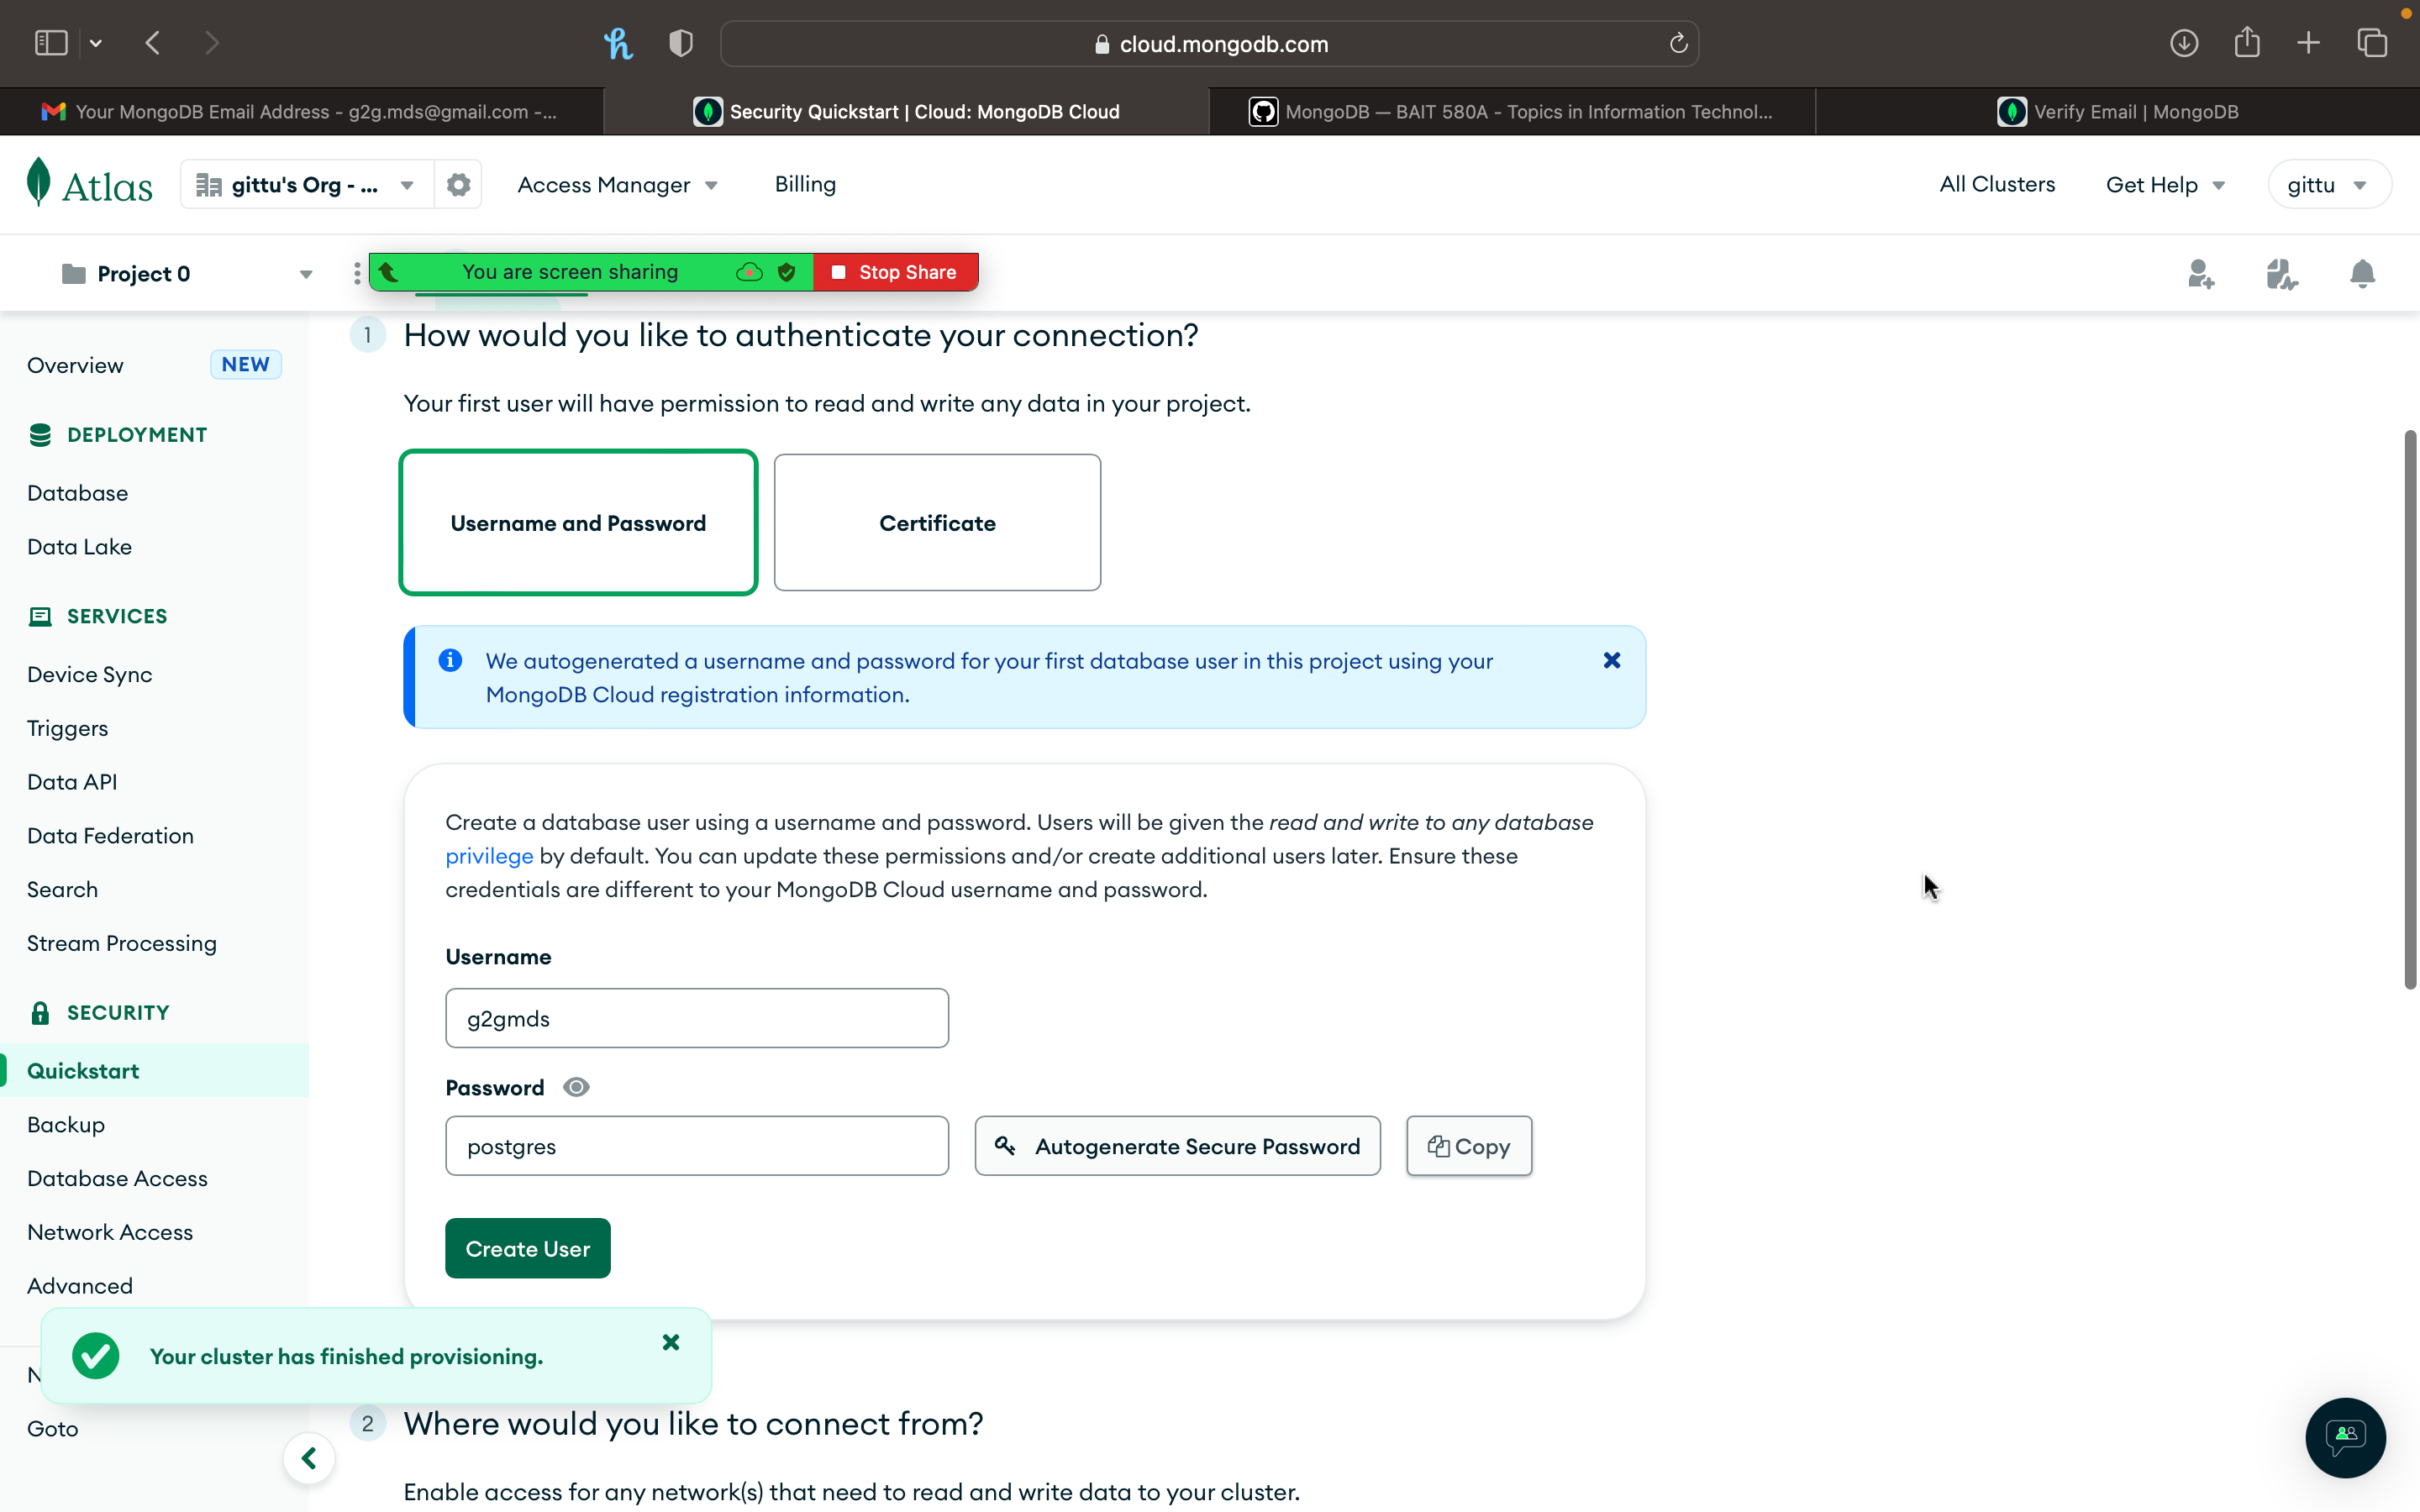 cloud.mongodb.com
Your MongoDB Email Address - g2g.mds@gmail.com -...
Security Quickstart | Cloud: MongoDB Cloud
MongoDB — BAIT 580A - Topics in Information Technol...
Verify Email | MongoDB
Atlas
gittu's Org - ...
Access Manager
Billing
All Clusters
Get Help
gittu
Project 0
You are screen sharing
Stop Share
Overview
NEW
DEPLOYMENT
Database
Data Lake
SERVICES
Device Sync
Triggers
Data API
Data Federation
Search
Stream Processing
SECURITY
Quickstart
Backup
Database Access
Network Access
Advanced
N
Goto
1
How would you like to authenticate your connection?
Your first user will have permission to read and write any data in your project.
Username and Password
Certificate
We autogenerated a username and password for your first database user in this project using your
MongoDB Cloud registration information.
Create a database user using a username and password. Users will be given the read and write to any database
privilege by default. You can update these permissions and/or create additional users later. Ensure these
credentials are different to your MongoDB Cloud username and password.
Username
g2gmds
Password
postgres
Autogenerate Secure Password
Copy
Create User
Your cluster has finished provisioning.
2
Where would you like to connect from?
Enable access for any network(s) that need to read and write data to your cluster.